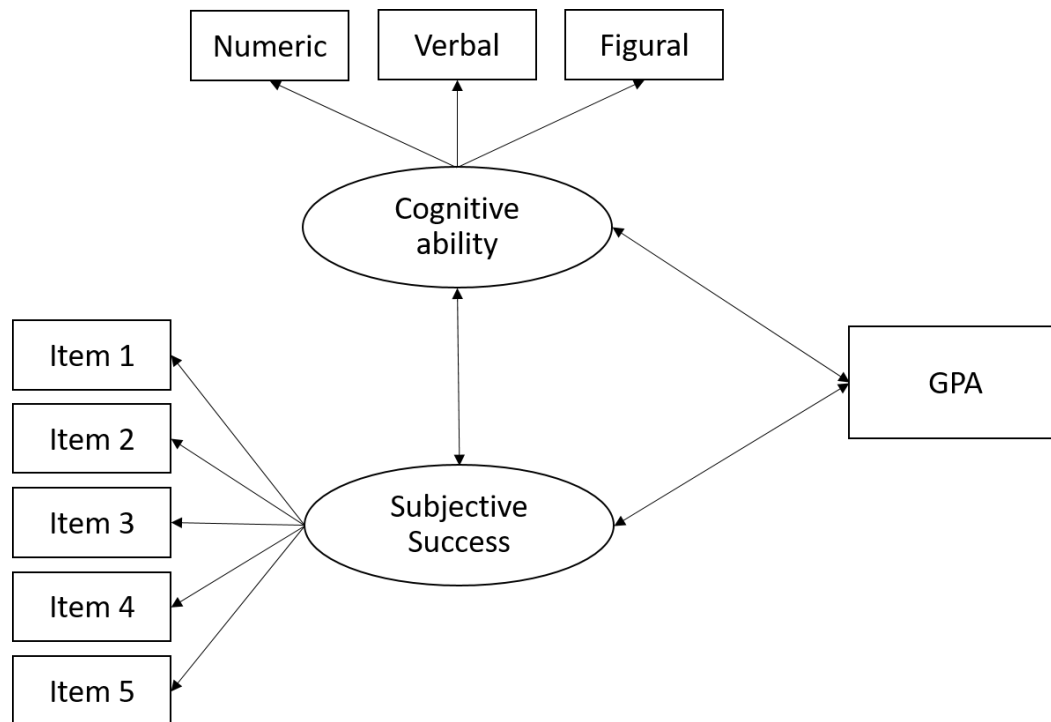 Numeric
Verbal
Figural
Cognitive
ability
Item 1
Item 2
Item 3
Item 4
Item 5
Subjective
Success
GPA